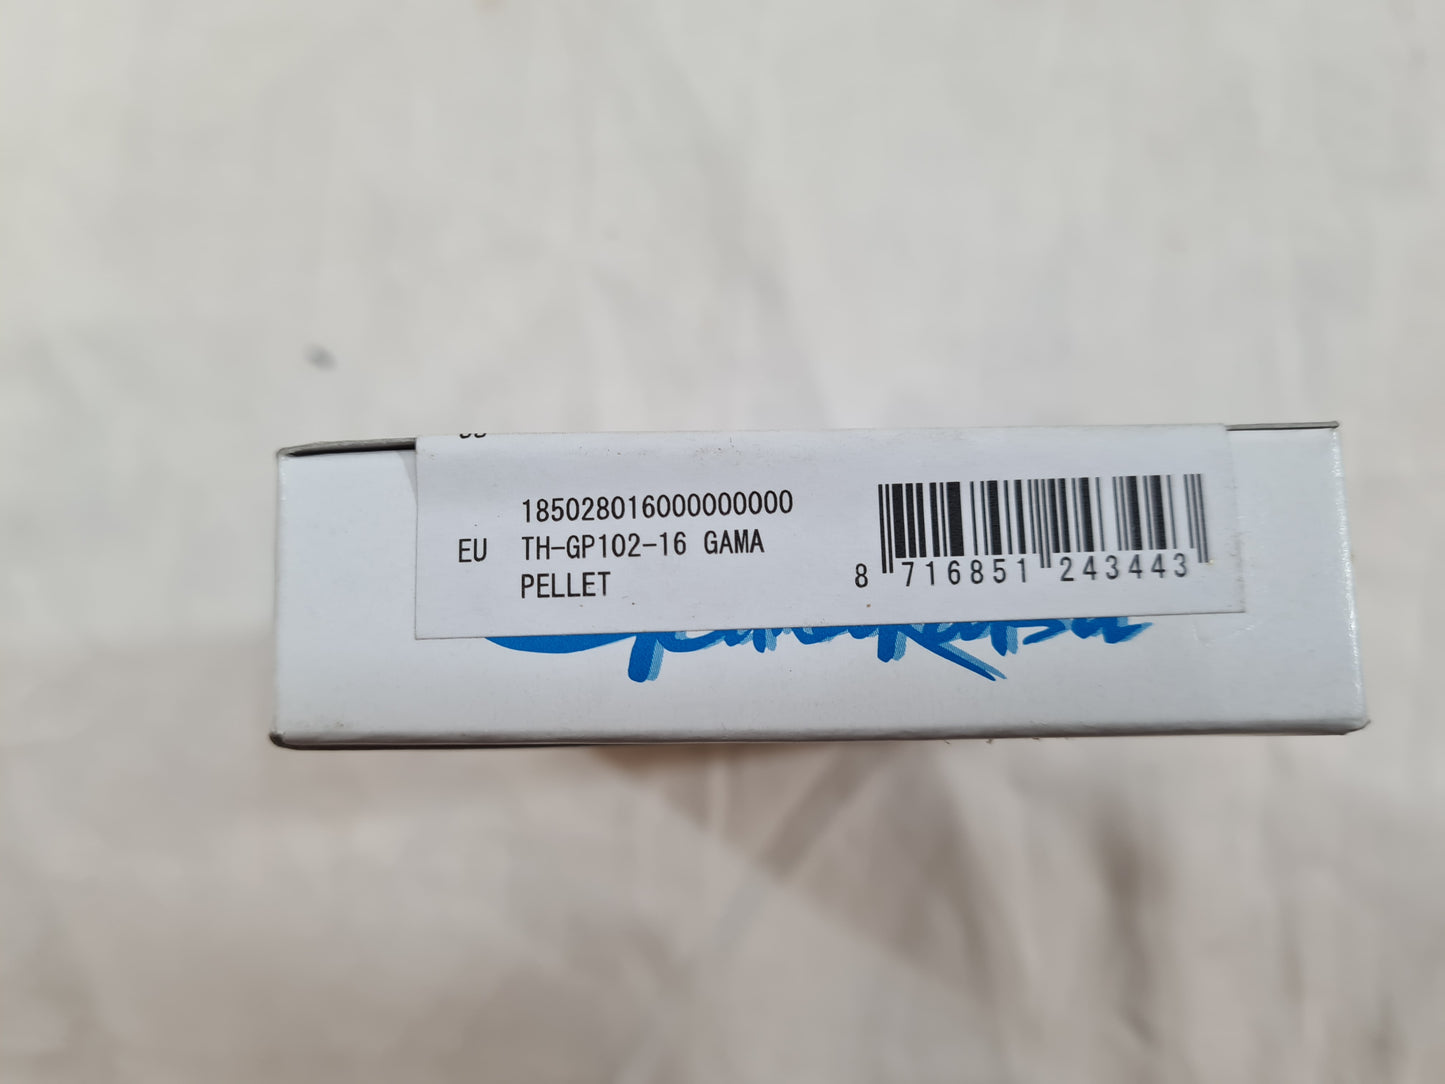 185028016000000000
EU TH-GP102-16 GAMA
PELLET
8 716851 243443